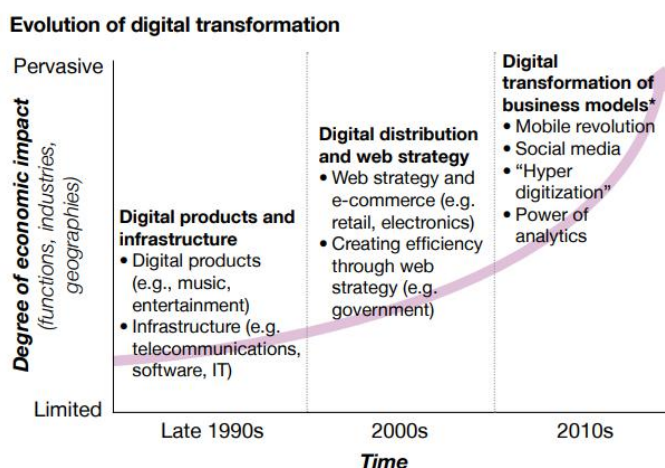 Evolution of digital transformation
Pervasive
Degree of economic impact
(functions, industries,
geographies)
Limited
Digital products and
infrastructure
• Digital products
(e.g., music,
entertainment)
• Infrastructure (e.g.
telecommunications,
software, IT)
Digital distribution
and web strategy
• Web strategy and
e-commerce (e.g.
retail, electronics)
• Creating efficiency
through web
strategy (e.g.
government)
Digital
transformation of
business models*
• Mobile revolution
• Social media
• “Hyper
digitization”
• Power of
analytics
Late 1990s
2000s
2010s
Time